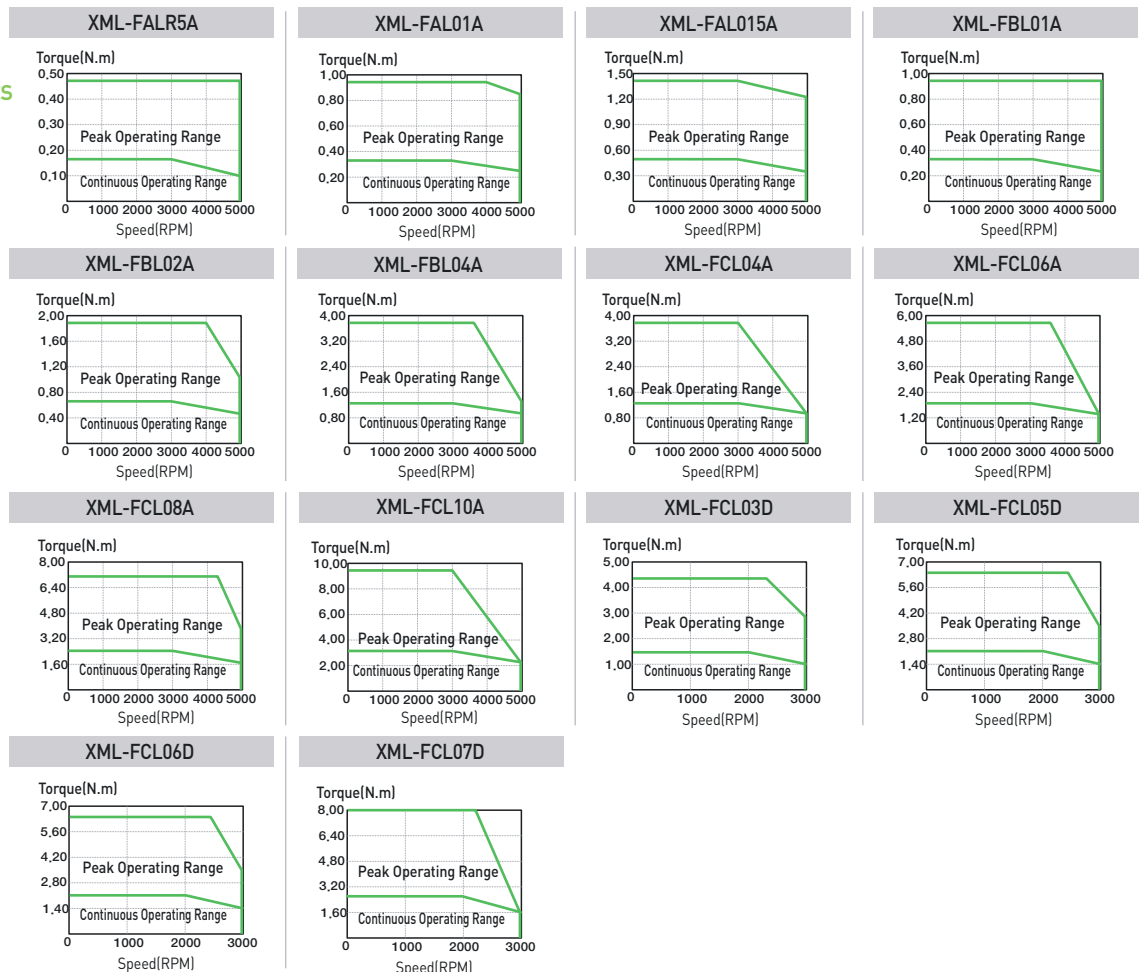 S
XML-FALR5A
Torque(N.m)
0,50
0,40
0,30
0,20
0,10
Peak Operating Range
Continuous Operating Range
0 1000 2000 3000 4000 5000
Speed(RPM)
XML-FAL01A
Torque(N.m)
1,00
0,80
0,60
0,40
0,20
Peak Operating Range
Continuous Operating Range
0 1000 2000 3000 4000 5000
Speed(RPM)
XML-FAL015A
Torque(N.m)
1,50
1,20
0,90
0,60
0,30
Peak Operating Range
Continuous Operating Range
0 1000 2000 3000 4000 5000
Speed(RPM)
XML-FBL01A
Torque(N.m)
1,00
0,80
0,60
0,40
0,20
Peak Operating Range
Continuous Operating Range
0 1000 2000 3000 4000 5000
Speed(RPM)
XML-FBL02A
Torque(N.m)
2,00
1,60
1,20
0,80
0,40
Peak Operating Range
Continuous Operating Range
0 1000 2000 3000 4000 5000
Speed(RPM)
XML-FBL04A
Torque(N.m)
4,00
3,20
2,40
1,60
0,80
Peak Operating Range
Continuous Operating Range
0 1000 2000 3000 4000 5000
Speed(RPM)
XML-FCL04A
Torque(N.m)
4,00
3,20
2,40
1,60
0,80
Peak Operating Range
Continuous Operating Range
0 1000 2000 3000 4000 5000
Speed(RPM)
XML-FCL06A
Torque(N.m)
6,00
4,80
3,60
2,40
1,20
Peak Operating Range
Continuous Operating Range
0 1000 2000 3000 4000 5000
Speed(RPM)
XML-FCL08A
Torque(N.m)
8,00
6,40
4,80
3,20
1,60
Peak Operating Range
Continuous Operating Range
0 1000 2000 3000 4000 5000
Speed(RPM)
XML-FCL10A
Torque(N.m)
10,00
8,00
6,00
4,00
2,00
Peak Operating Range
Continuous Operating Range
0 1000 2000 3000 4000 5000
Speed(RPM)
XML-FCL03D
Torque(N.m)
5,00
4,00
3,00
2,00
1,00
Peak Operating Range
Continuous Operating Range
0 1000 2000 3000
Speed(RPM)
XML-FCL05D
Torque(N.m)
7,00
5,60
4,20
2,80
1,40
Peak Operating Range
Continuous Operating Range
0 1000 2000 3000
Speed(RPM)
XML-FCL06D
Torque(N.m)
7,00
5,60
4,20
2,80
1,40
Peak Operating Range
Continuous Operating Range
0 1000 2000 3000
Speed(RPM)
XML-FCL07D
Torque(N.m)
8,00
6,40
4,80
3,20
1,60
Peak Operating Range
Continuous Operating Range
0 1000 2000 3000
Speed(RPM)